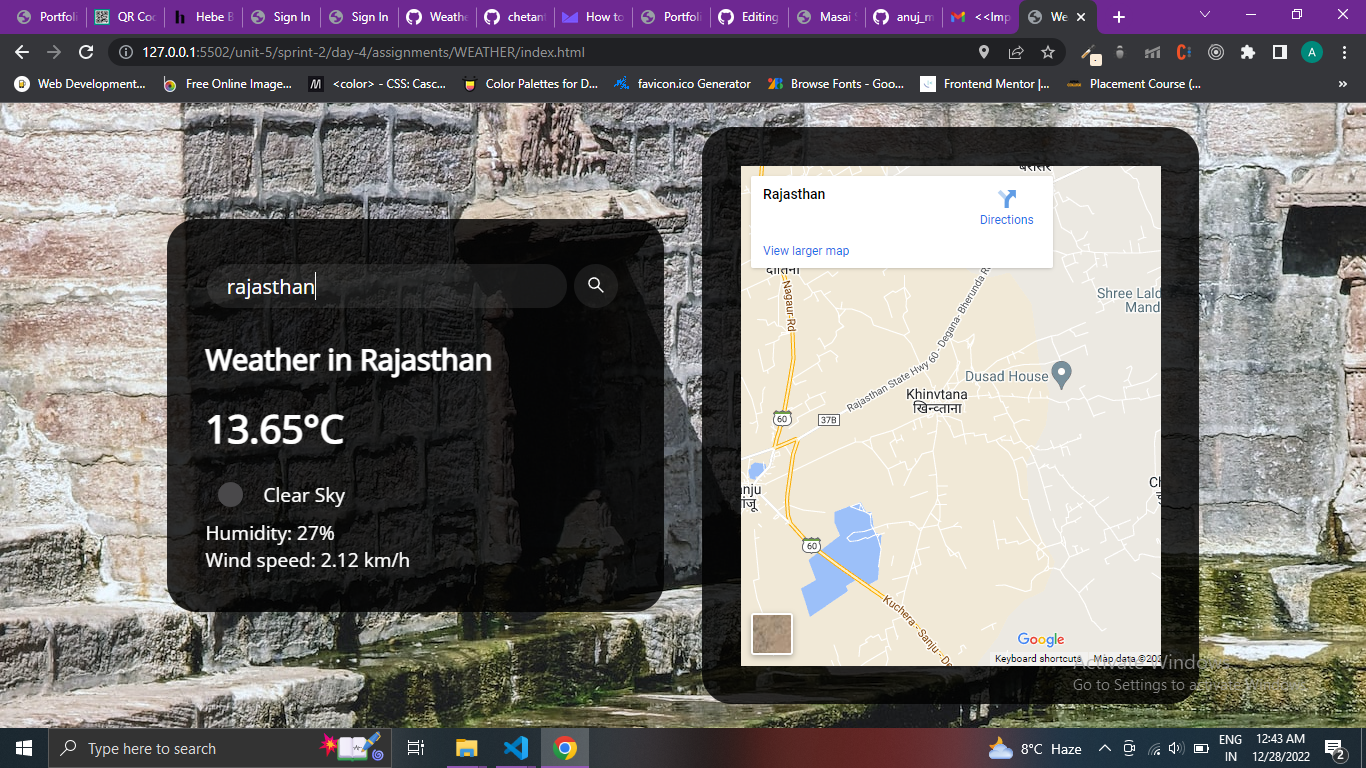 Portfoli
QR Cod
Hebe B
Sign In
Sign In
Weathe
chetan
How to
Portfoli
Editing
Masai S
anuj_m
<<Imp
We
127.0.0.1:5502/unit-5/sprint-2/day-4/assignments/WEATHER/index.html
A
Web Development...
Free Online Image...
<color> - CSS: Casc...
Color Palettes for D...
favicon.ico Generator
Browse Fonts - Goo...
Frontend Mentor |...
Placement Course (...
»
rajasthan
Weather in Rajasthan
13.65°C
Clear Sky
Humidity: 27%
Wind speed: 2.12 km/h
Rajasthan
Directions
View larger map
Nagaur Rd
Rajasthan State Hwy 60 - Degana- Bherunda R
Shree Lald
Mand
Dusad House
Khinvtana
खिन्व्ताना
60
37B
anju
ांजू
Ch
60
Kuchera - Sanju - De
Google
Keyboard shortcuts
Map data ©202
Activate Windows
Go to Settings to
Type here to search
8°C Haze
ENG
IN
12:43 AM
12/28/2022
2